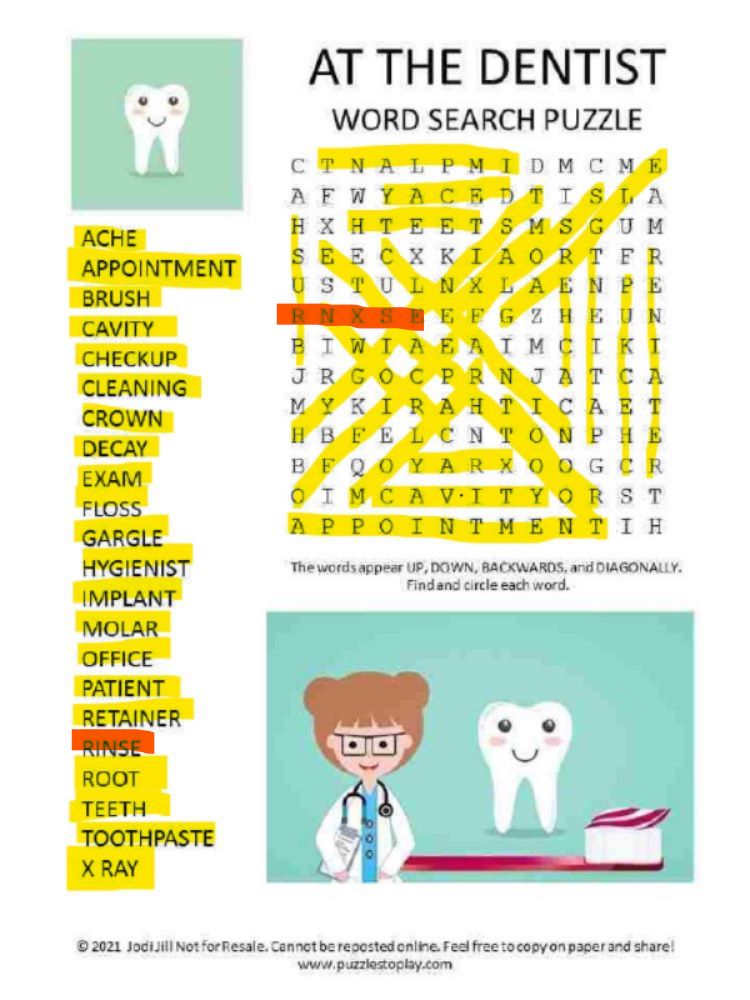 AT THE DENTIST
WORD SEARCH PUZZLE
C T N A L P M I D M C M E
A F W Y A C E D T I S L A
H X H T E E T S M S G U M
S E E C X K I A O R T F R
U S T U L N X L A E N P E
R N X S E E F G Z H E U N
B I W I A E A I M C I K I
J R G O C P R N J A T C A
M Y K I R A H T I C A E T
H B F E L C N T O N P H E
B F Q O Y A R X O O G C R
O I M C A V I T Y O R S T
A P P O I N T M E N T I H
ACHE
APPOINTMENT
BRUSH
CAVITY
CHECKUP
CLEANING
CROWN
DECAY
EXAM
FLOSS
GARGLE
HYGIENIST
IMPLANT
MOLAR
OFFICE
PATIENT
RETAINER
RINSE
ROOT
TEETH
TOOTHPASTE
X RAY
The words appear UP, DOWN, BACKWARDS, and DIAGONALLY.
Find and circle each word.
© 2021 Jodi Jill Not for Resale. Cannot be reposted online. Feel free to copy on paper and share!
www.puzzlestoplay.com